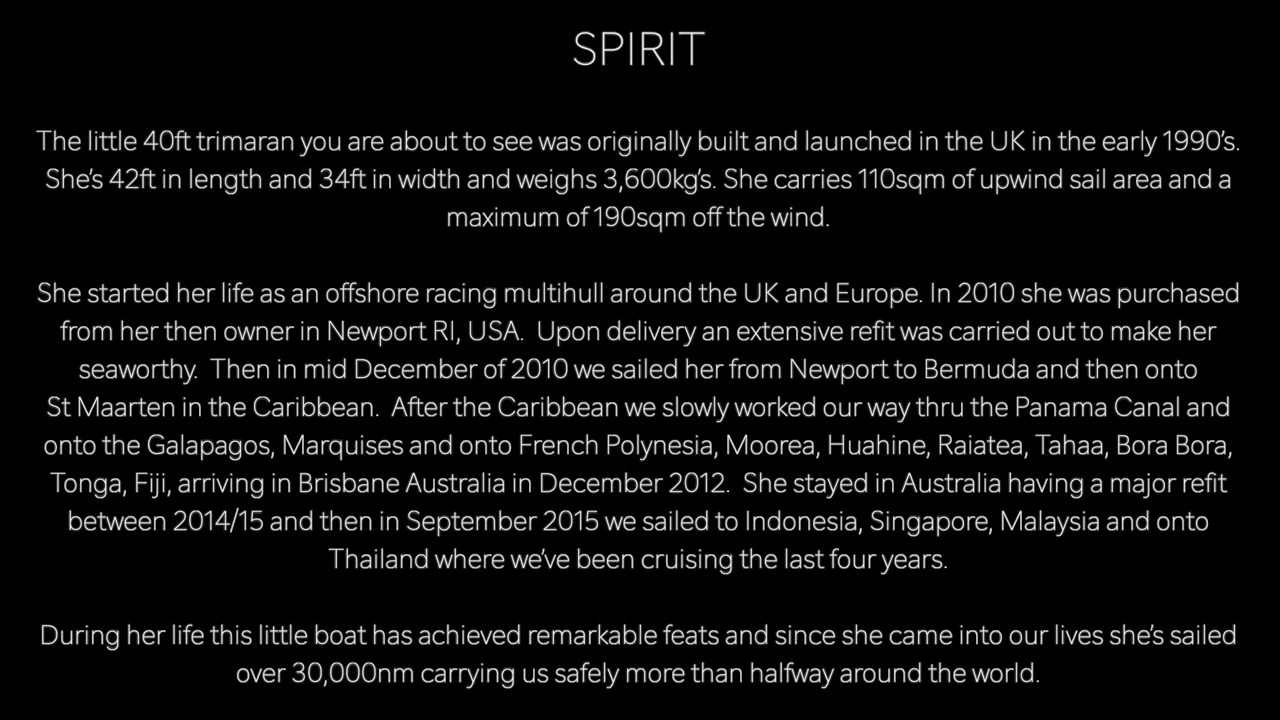 SPIRIT
The little 40ft trimaran you are about to see was originally built and launched in the UK in the early 1990's.
She's 42ft in length and 34ft in width and weighs 3,600kg's. She carries 110sqm of upwind sail area and a
maximum of 190sqm off the wind.
She started her life as an offshore racing multihull around the UK and Europe. In 2010 she was purchased
from her then owner in Newport RI, USA.  Upon delivery an extensive refit was carried out to make her
seaworthy.  Then in mid December of 2010 we sailed her from Newport to Bermuda and then onto
St Maarten in the Caribbean.  After the Caribbean we slowly worked our way thru the Panama Canal and
onto the Galapagos, Marquises and onto French Polynesia, Moorea, Huahine, Raiatea, Tahaa, Bora Bora,
Tonga, Fiji, arriving in Brisbane Australia in December 2012.  She stayed in Australia having a major refit
between 2014/15 and then in September 2015 we sailed to Indonesia, Singapore, Malaysia and onto
Thailand where we've been cruising the last four years.
During her life this little boat has achieved remarkable feats and since she came into our lives she's sailed
over 30,000nm carrying us safely more than halfway around the world.